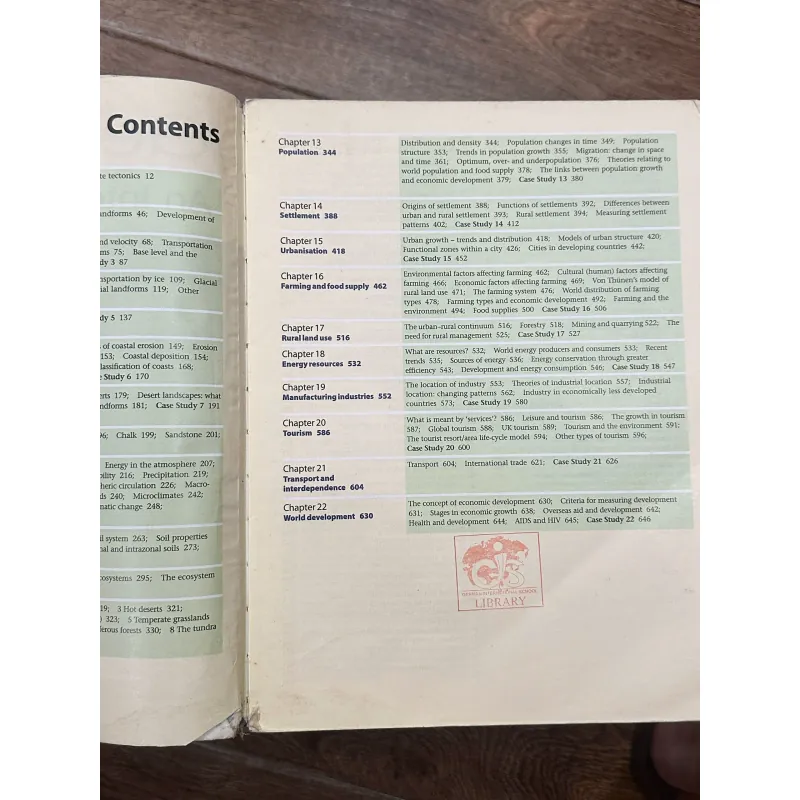 Contents
te tectonics 12
andforms 46; Development of
nd velocity 68; Transportation
ms 75; Base level and the
dy 3 87
nsportation by ice 109; Glacial
ial landforms 119; Other
dy 5 137
s of coastal erosion 149; Erosion
153; Coastal deposition 154;
lassification of coasts 168;
e Study 6 170
erts 179; Desert landscapes: what
ndforms 181; Case Study 7 191
96; Chalk 199; Sandstone 201;
Energy in the atmosphere 207;
bility 216; Precipitation 219;
heric circulation 226; Macro-
ds 240; Microclimates 242;
matic change 248;
il system 263; Soil properties
nal and intrazonal soils 273;
cosystems 295; The ecosystem
19; 3 Hot deserts 321;
) 323; 5 Temperate grasslands
erous forests 330; 8 The tundra
Chapter 13
Population 344
Distribution and density 344; Population changes in time 349; Population
structure 353; Trends in population growth 355; Migration: change in space
and time 361; Optimum, over- and underpopulation 376; Theories relating to
world population and food supply 378; The links between population growth
and economic development 379; Case Study 13 380
Chapter 14
Settlement 388
Origins of settlement 388; Functions of settlements 392; Differences between
urban and rural settlement 393; Rural settlement 394; Measuring settlement
patterns 402; Case Study 14 412
Chapter 15
Urbanisation 418
Urban growth – trends and distribution 418; Models of urban structure 420;
Functional zones within a city 426; Cities in developing countries 442;
Case Study 15 452
Chapter 16
Farming and food supply 462
Environmental factors affecting farming 462; Cultural (human) factors affecting
farming 466; Economic factors affecting farming 469; Von Thünen's model of
rural land use 471; The farming system 476; World distribution of farming
types 478; Farming types and economic development 492; Farming and the
environment 494; Food supplies 500 Case Study 16 506
Chapter 17
Rural land use 516
The urban–rural continuum 516; Forestry 518; Mining and quarrying 522; The
need for rural management 525; Case Study 17 527
Chapter 18
Energy resources 532
What are resources? 532; World energy producers and consumers 533; Recent
trends 535; Sources of energy 536; Energy conservation through greater
efficiency 543; Development and energy consumption 546; Case Study 18 547
Chapter 19
Manufacturing industries 552
The location of industry 553; Theories of industrial location 557; Industrial
location: changing patterns 562; Industry in economically less developed
countries 573; Case Study 19 580
Chapter 20
Tourism 586
What is meant by 'services'? 586; Leisure and tourism 586; The growth in tourism
587; Global tourism 588; UK tourism 589; Tourism and the environment 591;
The tourist resort/area life-cycle model 594; Other types of tourism 596;
Case Study 20 600
Chapter 21
Transport and
interdependence 604
Transport 604; International trade 621; Case Study 21 626
Chapter 22
World development 630
The concept of economic development 630; Criteria for measuring development
631; Stages in economic growth 638; Overseas aid and development 642;
Health and development 644; AIDS and HIV 645; Case Study 22 646
INTERNATIONAL SCHOOL
LIBRARY